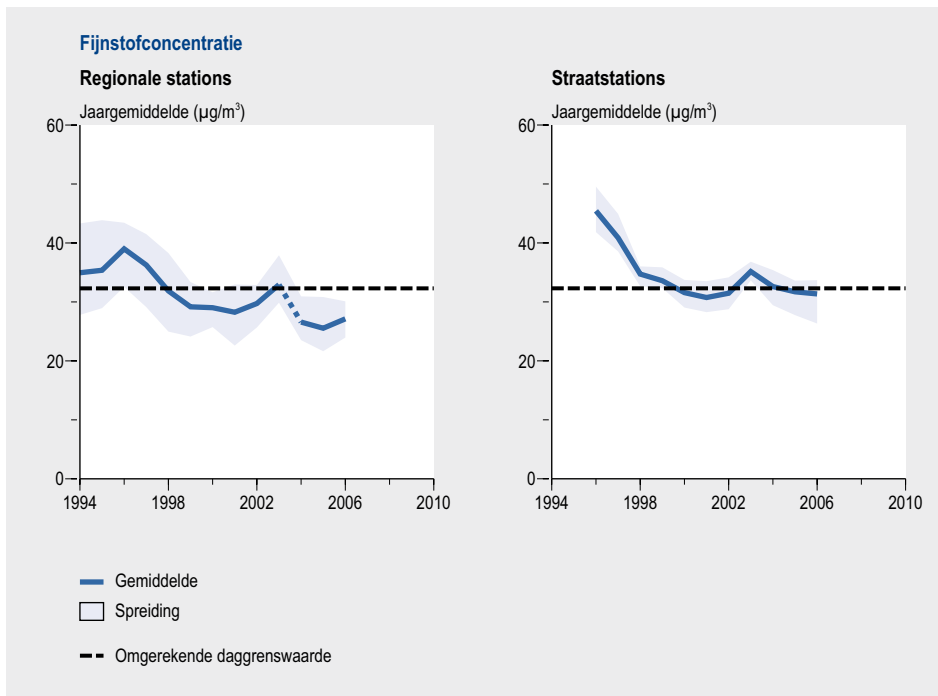 Fijnstofconcentratie
Regionale stations
Jaargemiddelde (µg/m³)
60
40
20
0
1994 1998 2002 2006 2010
Straatstations
Jaargemiddelde (µg/m³)
60
40
20
0
1994 1998 2002 2006 2010
Gemiddelde
Spreiding
Omgerekende daggrenswaarde